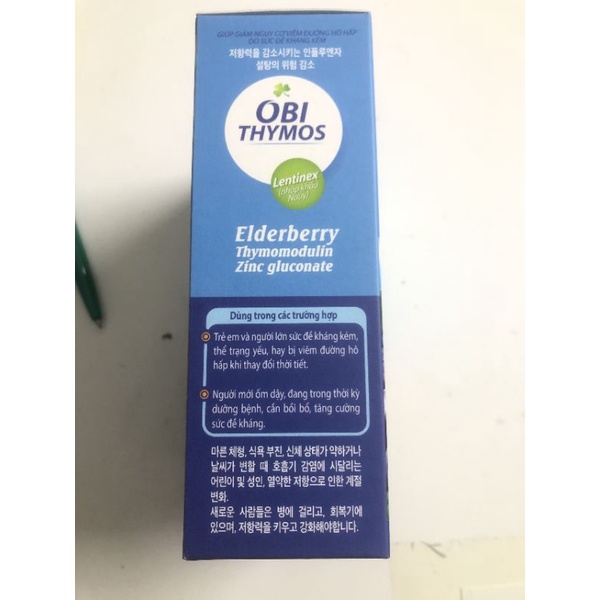 GIÚP GIẢM NGUY CƠ VIÊM ĐƯỜNG HÔ HẤP
DO SỨC ĐỀ KHÁNG KÉM
저항력을 감소시키는 인플루엔자
설탕의 위험 감소
OBI
THYMOS
Lentinex
(nhập khẩu
Nauy)
Elderberry
Thymomodulin
Zinc gluconate
Dùng trong các trường hợp
Trẻ em và người lớn sức đề kháng kém,
thể trạng yếu, hay bị viêm đường hô
hấp khi thay đổi thời tiết.
Người mới ốm dậy, đang trong thời kỳ
dưỡng bệnh, cần bồi bổ, tăng cường
sức đề kháng.
마른 체형, 식욕 부진, 신체 상태가 약하거나
날씨가 변할 때 호흡기 감염에 시달리는
어린이 및 성인, 열악한 저항으로 인한 계절
변화.
새로운 사람들은 병에 걸리고, 회복기에
있으며, 저항력을 키우고 강화해야합니다.